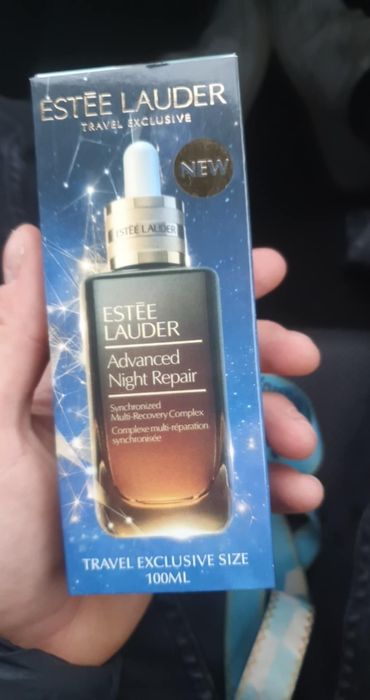 ESTĒE LAUDER
TRAVEL EXCLUSIVE
NEW
ESTĒE LAUDER
ESTĒE
LAUDER
Advanced
Night Repair
Synchronized
Multi-Recovery Complex
Complexe multi-réparation
synchronisée
TRAVEL EXCLUSIVE SIZE
100ML